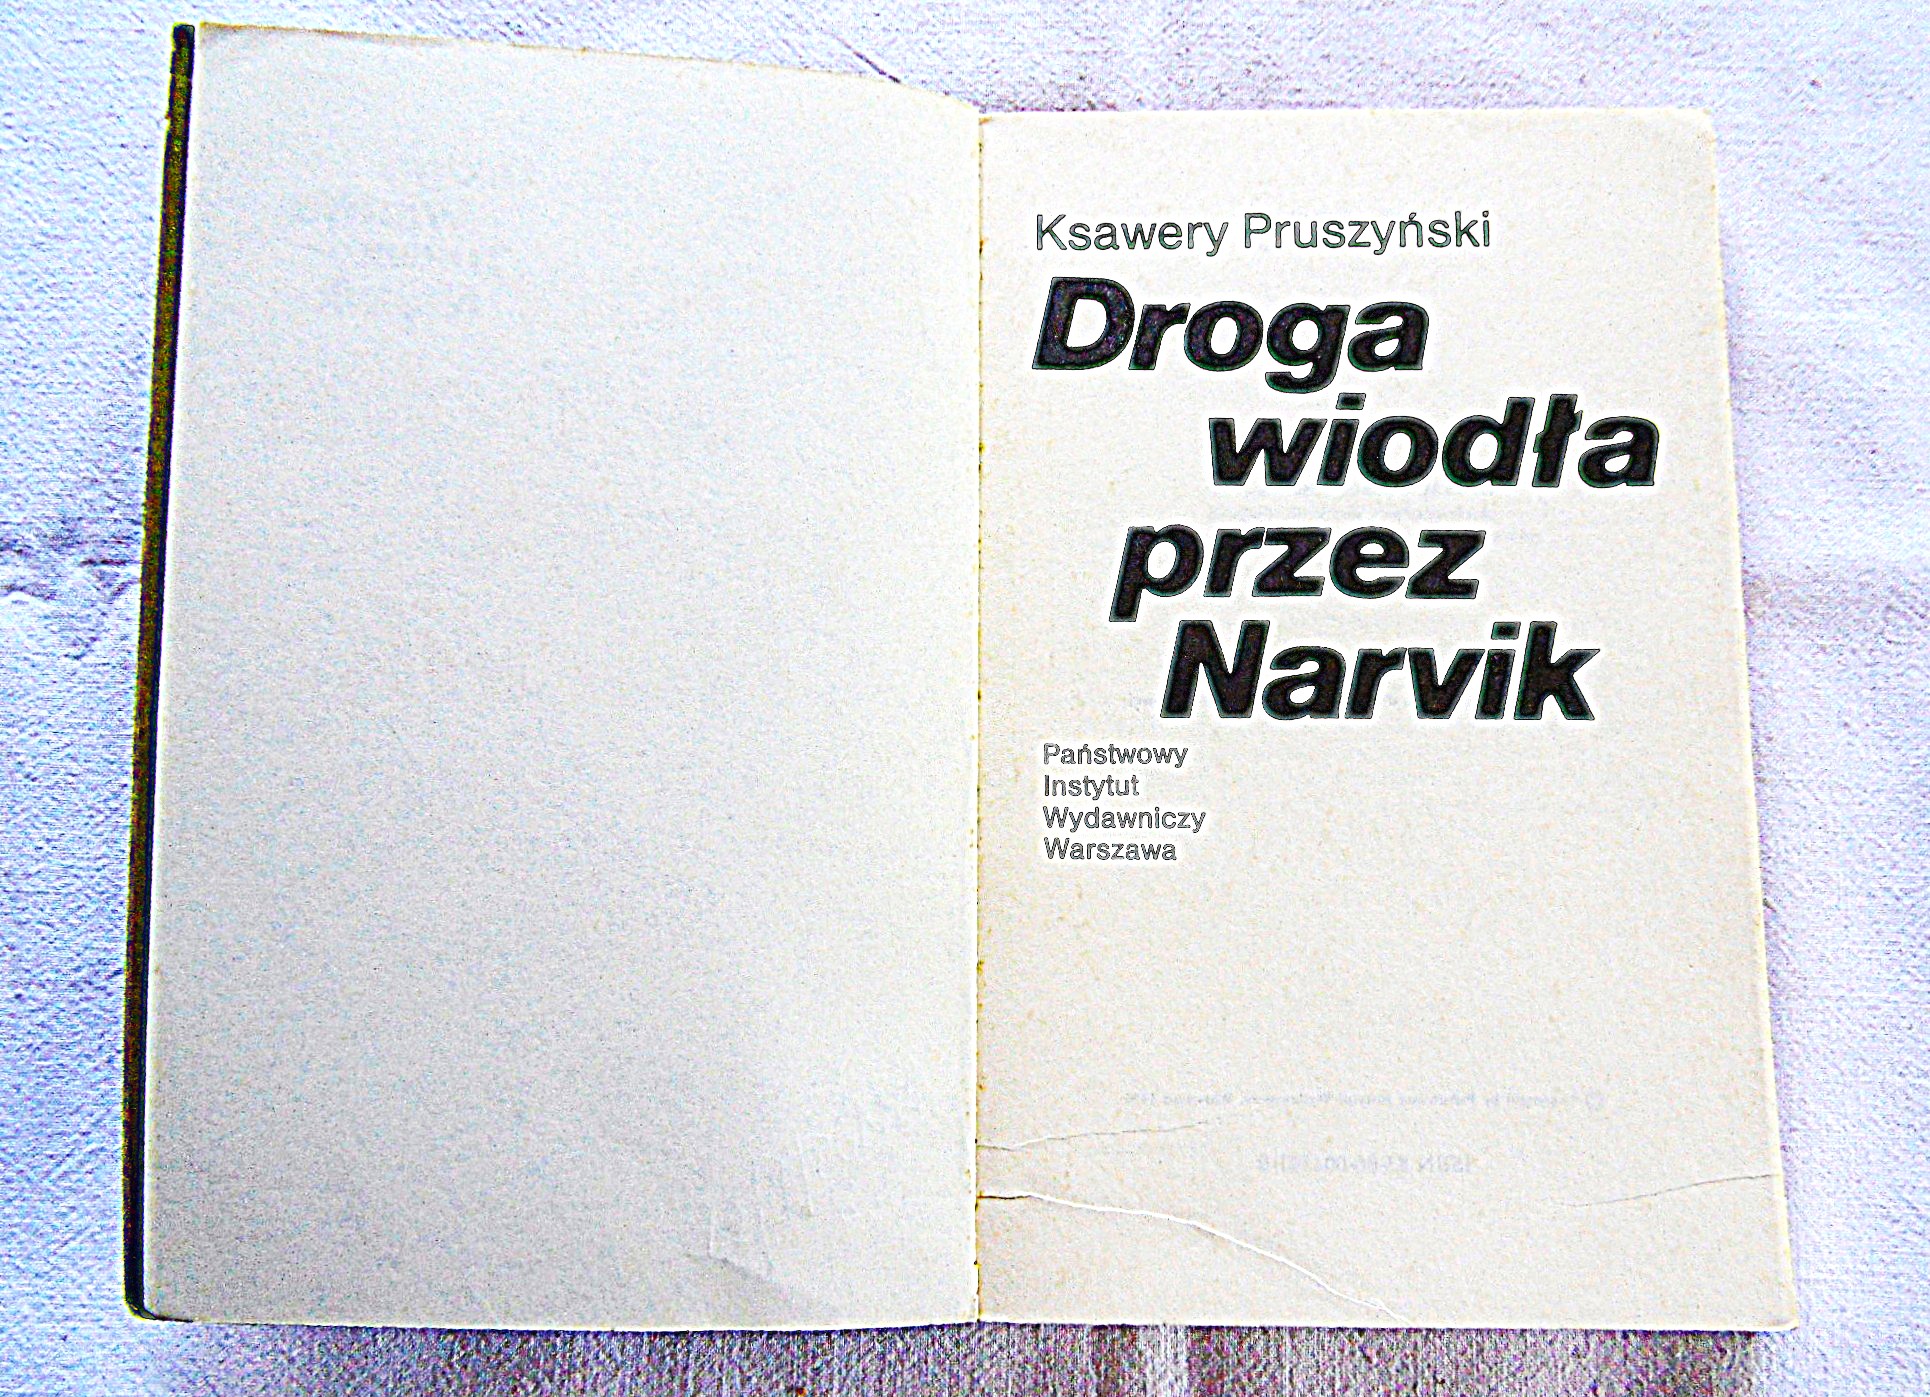 Ksawery Pruszyński
Droga
wiodła
przez
Narvik
Państwowy
Instytut
Wydawniczy
Warszawa